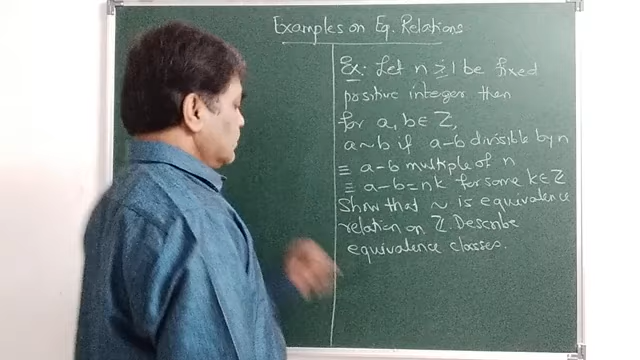 Examples on Eq. Relations
Ex: Let n ≥ 1 be fixed
positive integer then
for a, b ∈ ℤ,
a ~ b if a-b divisible by n
≡ a-b multiple of n
≡ a-b = nk for some k ∈ ℤ
Show that ~ is equivalence
relation on ℤ. Describe
equivalence classes.